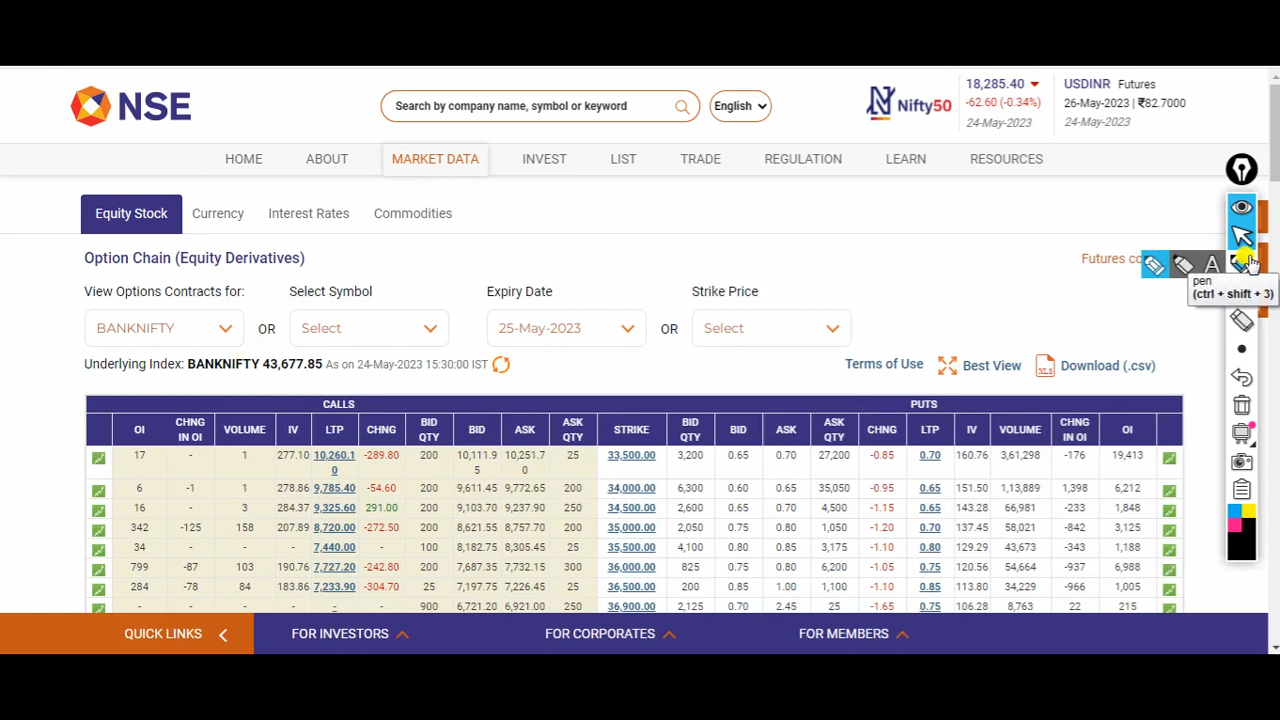 NSE
Search by company name, symbol or keyword
English
Nifty50
18,285.40
-62.60 (-0.34%)
24-May-2023
USDINR Futures
26-May-2023 | ₹82.7000
24-May-2023
HOME ABOUT MARKET DATA INVEST LIST TRADE REGULATION LEARN RESOURCES
Equity Stock Currency Interest Rates Commodities
Option Chain (Equity Derivatives)
Futures co
A
pen
(ctrl + shift + 3)
View Options Contracts for: Select Symbol Expiry Date Strike Price
BANKNIFTY OR Select 25-May-2023 OR Select
Underlying Index: BANKNIFTY 43,677.85 As on 24-May-2023 15:30:00 IST
Terms of Use Best View XLS Download (.csv)
CALLS PUTS
OI CHNG IN OI VOLUME IV LTP CHNG BID QTY BID ASK ASK QTY STRIKE BID QTY BID ASK ASK QTY CHNG LTP IV VOLUME CHNG IN OI OI
17 - 1 277.10 10,260.10 -289.80 200 10,111.95 10,251.70 25 33,500.00 3,200 0.65 0.70 27,200 -0.85 0.70 160.76 3,61,298 -176 19,413
6 -1 1 278.86 9,785.40 -54.60 200 9,611.45 9,772.65 200 34,000.00 6,300 0.60 0.65 35,050 -0.95 0.65 151.50 1,13,889 1,398 6,212
16 - 3 284.37 9,325.60 291.00 200 9,103.70 9,237.90 250 34,500.00 2,600 0.65 0.70 4,500 -1.15 0.65 143.28 66,981 -233 1,848
342 -125 158 207.89 8,720.00 -272.50 200 8,621.55 8,757.70 200 35,000.00 2,050 0.75 0.80 1,050 -1.20 0.70 137.45 58,021 -842 3,125
34 - - - 7,440.00 - 100 8,182.75 8,305.45 25 35,500.00 4,100 0.80 0.85 3,175 -1.10 0.80 129.29 43,673 -343 1,188
799 -87 103 190.76 7,727.20 -242.80 200 7,687.35 7,732.15 300 36,000.00 825 0.75 0.80 6,200 -1.05 0.75 120.56 54,664 -937 6,988
284 -78 84 183.86 7,233.90 -304.70 25 7,197.75 7,226.45 25 36,500.00 200 0.85 1.00 1,100 -1.10 0.85 113.80 34,229 -966 1,005
- - - - - - 900 6,721.20 6,921.00 250 36,900.00 2,125 0.70 2.45 25 -1.65 0.75 106.28 8,763 22 215
QUICK LINKS FOR INVESTORS FOR CORPORATES FOR MEMBERS